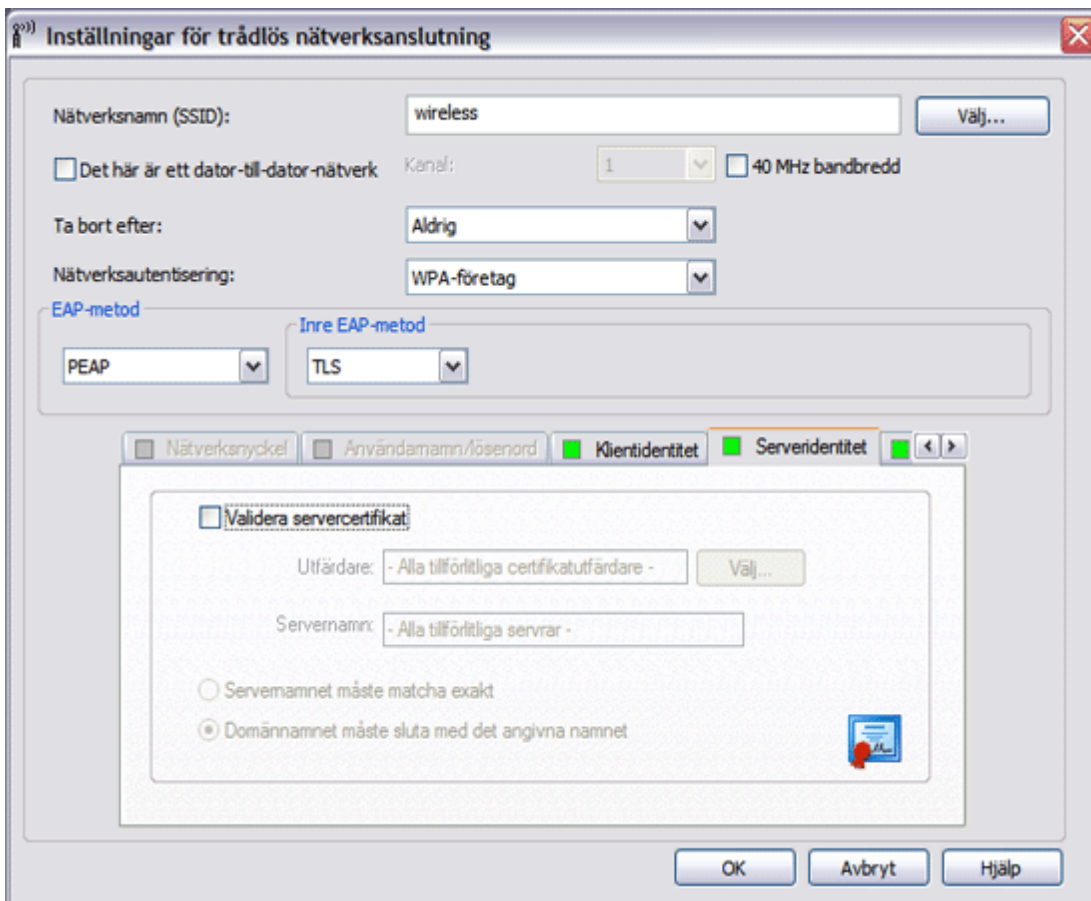 Inställningar för trådlös nätverksanslutning
Nätverksnamn (SSID): wireless Välj...
Det här är ett dator-till-dator-nätverk Kanal: 1 40 MHz bandbredd
Ta bort efter: Aldrig
Nätverksautentisering: WPA-företag
EAP-metod
Inre EAP-metod
PEAP TLS
Nätverksnyckel Användarnamn/lösenord Klientidentitet Serveridentitet
Validera servercertifikat
Utfärdare: - Alla tillförlitliga certifikatutfärdare - Välj...
Servernamn: - Alla tillförlitliga servrar -
Servernamnet måste matcha exakt
Domännamnet måste sluta med det angivna namnet
OK Avbryt Hjälp